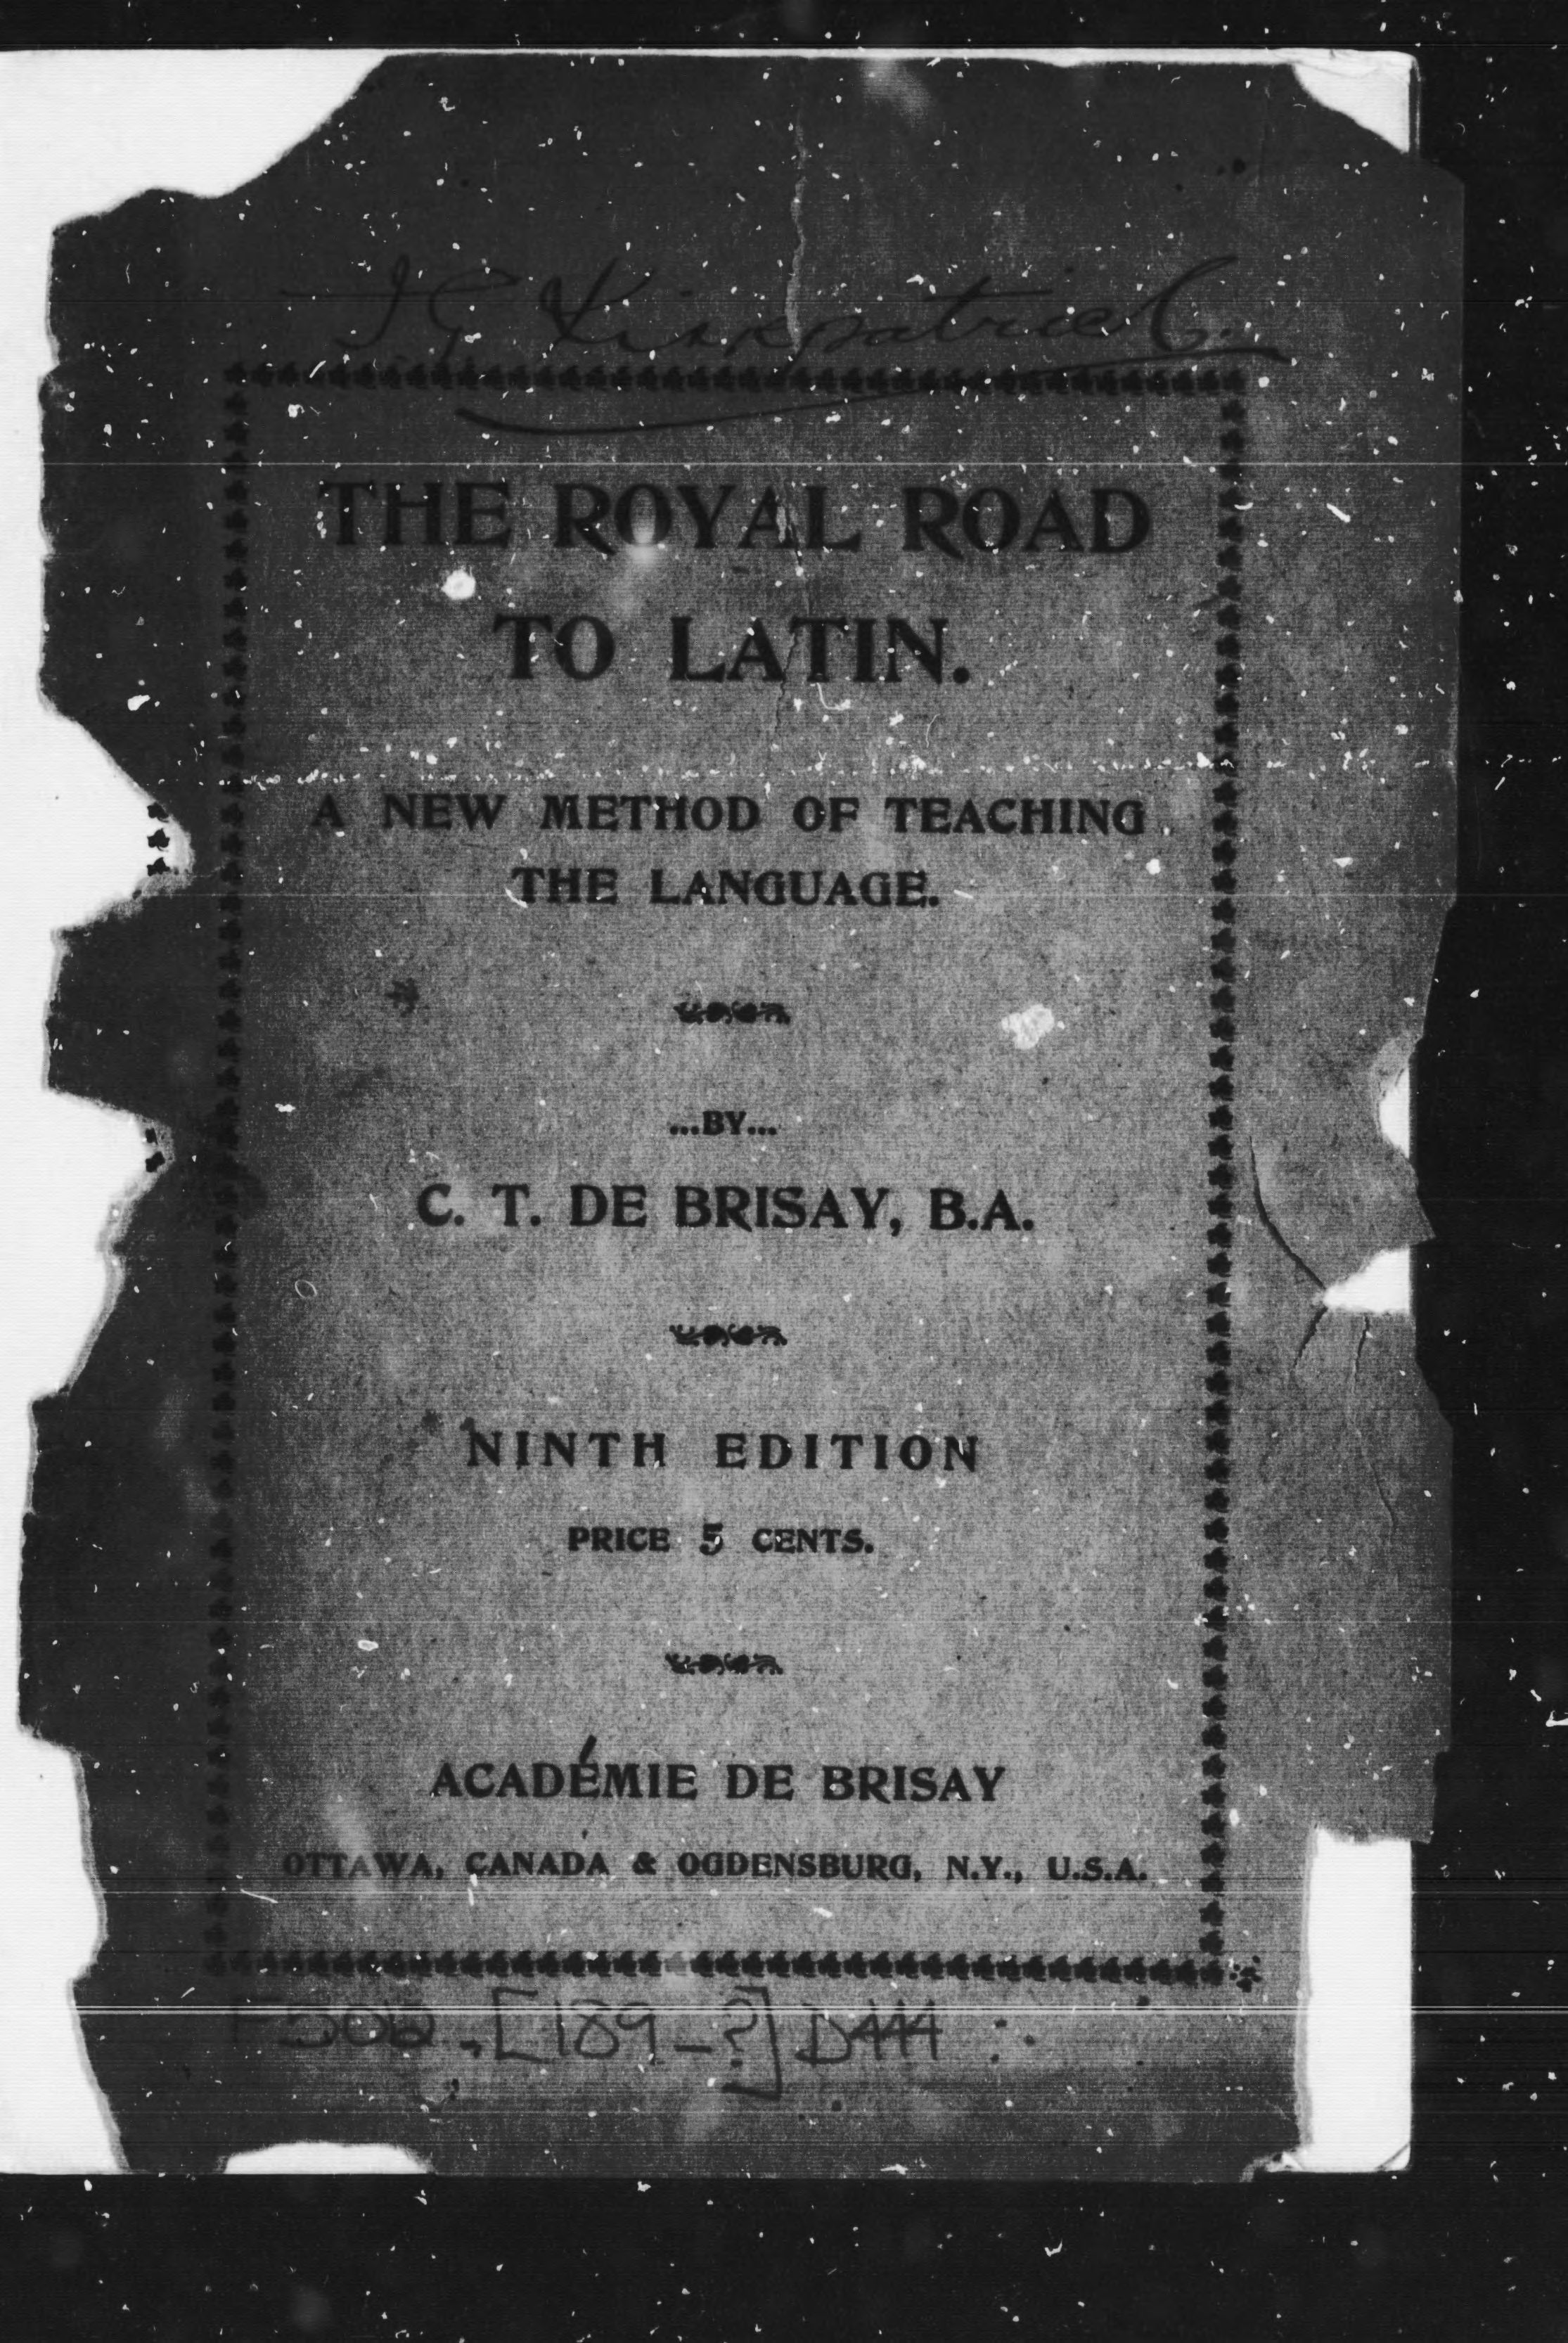 Kirkpatrick.
THE ROYAL ROAD
TO LATIN.
A NEW METHOD OF TEACHING
THE LANGUAGE.
...BY...
C. T. DE BRISAY, B.A.
NINTH EDITION
PRICE 5 CENTS.
ACADÉMIE DE BRISAY
OTTAWA, CANADA & OGDENSBURG, N.Y., U.S.A.
[189-?] D444